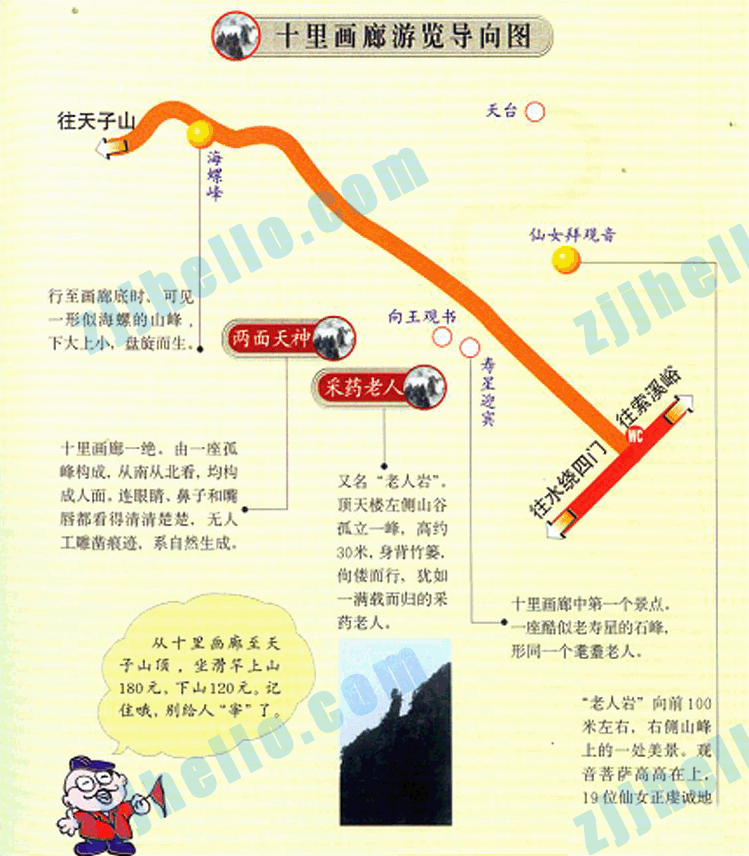 十里画廊游览导向图
往天子山
天台
海螺峰
仙女拜观音
行至画廊底时、可见
一形似海螺的山峰，
下大上小，盘旋而生。
向王观书
寿星迎宾
两面天神
采药老人
往索溪峪
WC
往水绕四门
十里画廊一绝。由一座孤
峰构成，从南从北看，均构
成人面。连眼睛、鼻子和嘴
唇都看得清清楚楚，无人
工雕凿痕迹，系自然生成。
又名“老人岩”。
顶天楼左侧山谷
孤立一峰，高约
30米，身背竹篓，
佝偻而行，犹如
一满载而归的采
药老人。
十里画廊中第一个景点。
一座酷似老寿星的石峰，
形同一个耄耋老人。
从十里画廊至天
子山顶，坐滑竿上山
180元，下山120元。记
住哦，别给人“宰”了。
“老人岩”向前100
米左右，右侧山峰
上的一处美景。观
音菩萨高高在上，
19位仙女正虔诚地
zjjhello.com
zjjhello
zjjhello.com
zjjhello